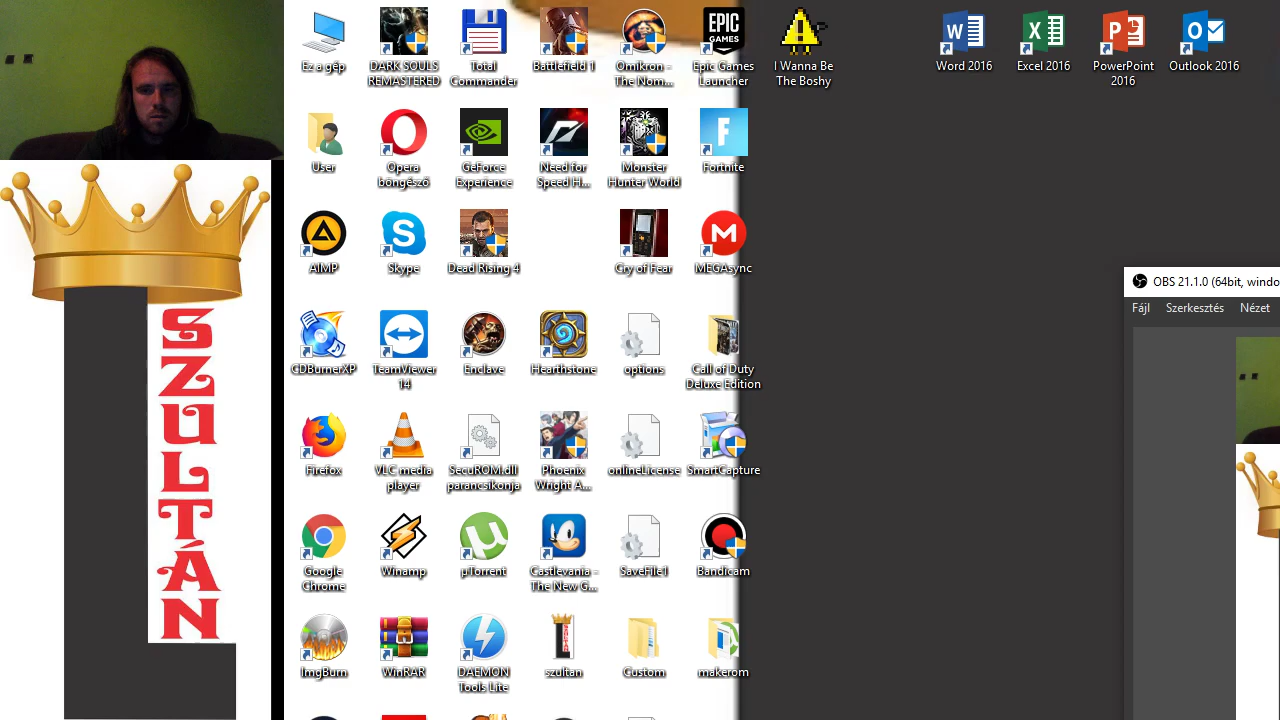 Ez a gép
DARK SOULS
REMASTERED
Total
Commander
Battlefield 1
Omikron -
The Nom...
EPIC
GAMES
Epic Games
Launcher
I Wanna Be
The Boshy
Word 2016
Excel 2016
PowerPoint
2016
Outlook 2016
User
Opera
böngésző
GeForce
Experience
Need for
Speed H...
Monster
Hunter World
Fortnite
AIMP
Skype
Dead Rising 4
Cry of Fear
MEGAsync
OBS 21.1.0 (64bit, windo
Fájl Szerkesztés Nézet
SZULTÁN
CDBurnerXP
TeamViewer
14
Enclave
Hearthstone
options
Call of Duty
Deluxe Edition
Firefox
VLC media
player
SecuROM.dll
parancsikonja
Phoenix
Wright A...
onlineLicense
SmartCapture
Google
Chrome
Winamp
µTorrent
Castlevania -
The New G...
SaveFile1
Bandicam
ImgBurn
WinRAR
DAEMON
Tools Lite
szultan
Custom
makerom